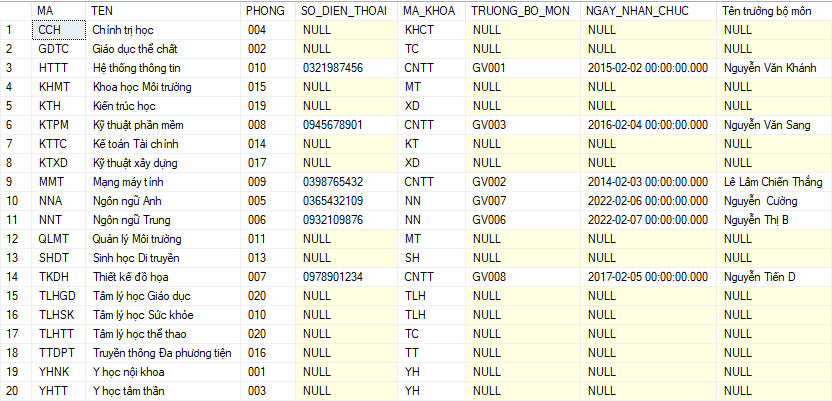 MA TEN PHONG SO_DIEN_THOAI MA_KHOA TRUONG_BO_MON NGAY_NHAN_CHUC Tên trưởng bộ môn
1 CCH Chính trị học 004 NULL KHCT NULL NULL NULL
2 GDTC Giáo dục thể chất 002 NULL TC NULL NULL NULL
3 HTTT Hệ thống thông tin 010 0321987456 CNTT GV001 2015-02-02 00:00:00.000 Nguyễn Văn Khánh
4 KHMT Khoa học Môi trường 015 NULL MT NULL NULL NULL
5 KTH Kiến trúc học 019 NULL XD NULL NULL NULL
6 KTPM Kỹ thuật phần mềm 008 0945678901 CNTT GV003 2016-02-04 00:00:00.000 Nguyễn Văn Sang
7 KTTC Kế toán Tài chính 014 NULL KT NULL NULL NULL
8 KTXD Kỹ thuật xây dựng 017 NULL XD NULL NULL NULL
9 MMT Mạng máy tính 009 0398765432 CNTT GV002 2014-02-03 00:00:00.000 Lê Lâm Chiến Thắng
10 NNA Ngôn ngữ Anh 005 0365432109 NN GV007 2022-02-06 00:00:00.000 Nguyễn  Cường
11 NNT Ngôn ngữ Trung 006 0932109876 NN GV006 2022-02-07 00:00:00.000 Nguyễn Thị B
12 QLMT Quản lý Môi trường 011 NULL MT NULL NULL NULL
13 SHDT Sinh học Di truyền 013 NULL SH NULL NULL NULL
14 TKDH Thiết kế đồ họa 007 0978901234 CNTT GV008 2017-02-05 00:00:00.000 Nguyễn Tiến D
15 TLHGD Tâm lý học Giáo dục 020 NULL TLH NULL NULL NULL
16 TLHSK Tâm lý học Sức khỏe 010 NULL TLH NULL NULL NULL
17 TLHTT Tâm lý học thể thao 020 NULL TC NULL NULL NULL
18 TTDPT Truyền thông Đa phương tiện 016 NULL TT NULL NULL NULL
19 YHNK Y học nội khoa 001 NULL YH NULL NULL NULL
20 YHTT Y học tâm thần 003 NULL YH NULL NULL NULL